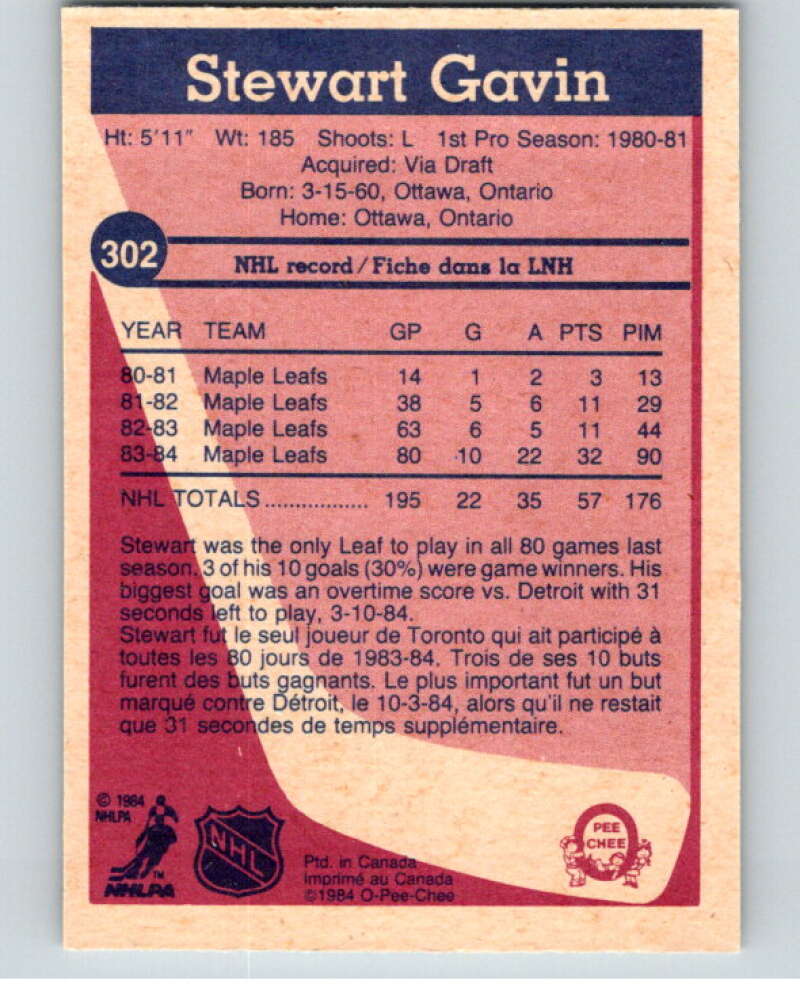 Stewart Gavin
Ht: 5'11" Wt: 185 Shoots: L 1st Pro Season: 1980-81
Acquired: Via Draft
Born: 3-15-60, Ottawa, Ontario
Home: Ottawa, Ontario
302
NHL record/Fiche dans la LNH
YEAR TEAM GP G A PTS PIM
80-81 Maple Leafs 14 1 2 3 13
81-82 Maple Leafs 38 5 6 11 29
82-83 Maple Leafs 63 6 5 11 44
83-84 Maple Leafs 80 10 22 32 90
NHL TOTALS................. 195 22 35 57 176
Stewart was the only Leaf to play in all 80 games last
season. 3 of his 10 goals (30%) were game winners. His
biggest goal was an overtime score vs. Detroit with 31
seconds left to play, 3-10-84.
Stewart fut le seul joueur de Toronto qui ait participé à
toutes les 80 jours de 1983-84. Trois de ses 10 buts
furent des buts gagnants. Le plus important fut un but
marqué contre Détroit, le 10-3-84, alors qu'il ne restait
que 31 secondes de temps supplémentaire.
© 1984
NHLPA
TM
NHLPA
NHL
Ptd. in Canada
Imprimé au Canada
©1984 O-Pee-Chee
PEE
CHEE